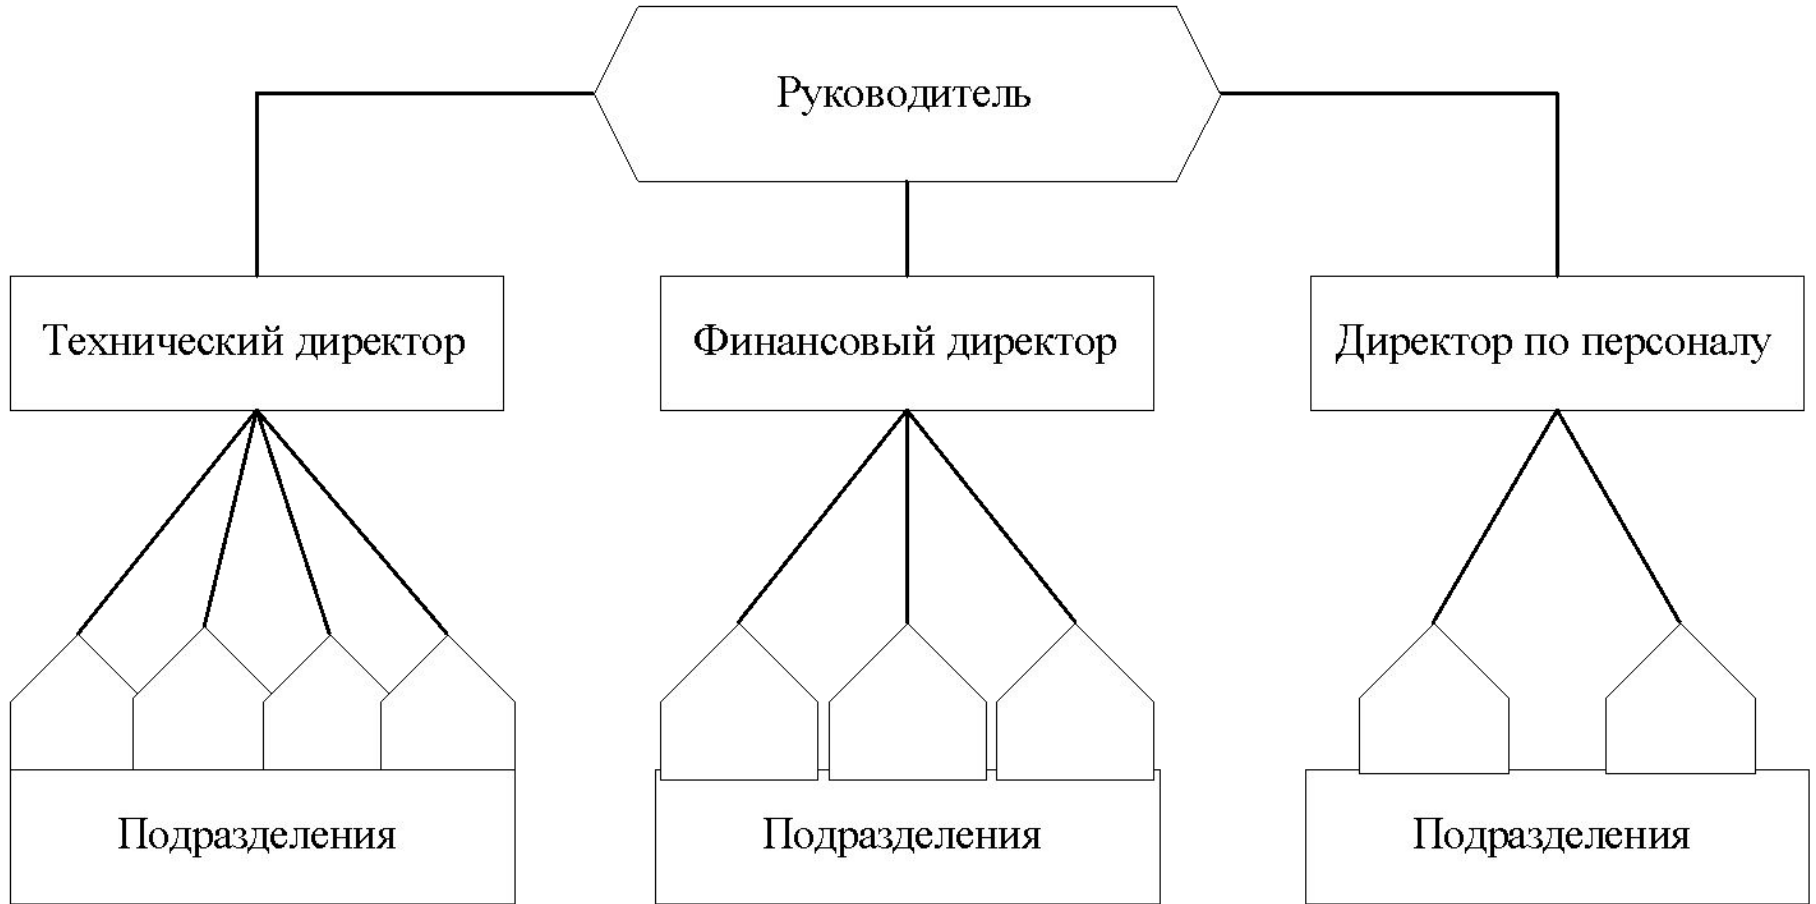 Руководитель
Технический директор
Финансовый директор
Директор по персоналу
Подразделения
Подразделения
Подразделения